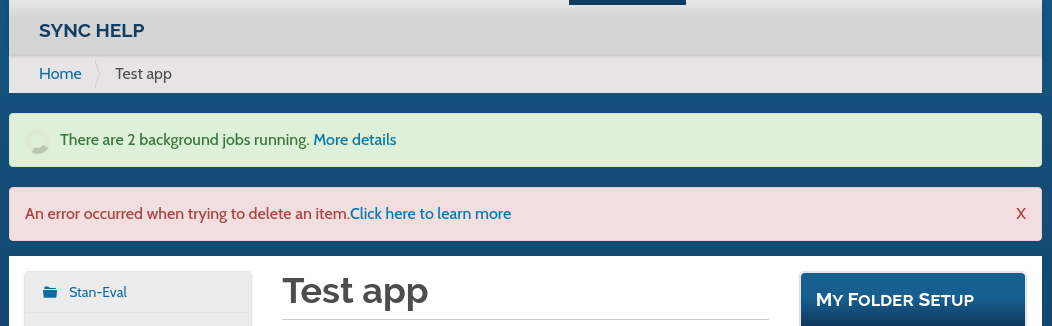 SYNC HELP
Home Test app
There are 2 background jobs running. More details
An error occurred when trying to delete an item.Click here to learn more X
Stan-Eval
Test app
My Folder Setup